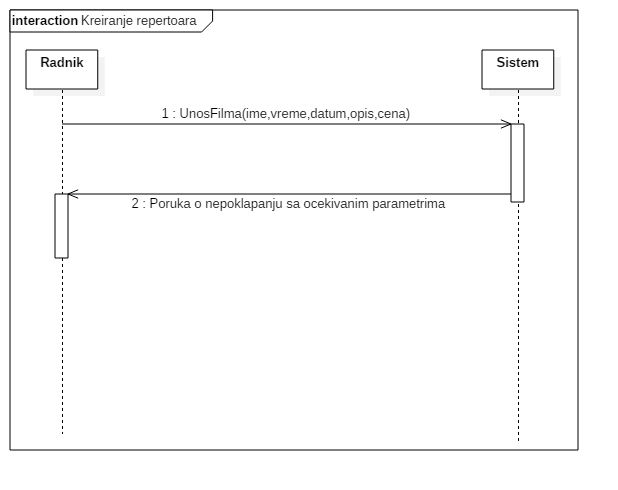 interaction Kreiranje repertoara
Radnik
Sistem
1 : UnosFilma(ime,vreme,datum,opis,cena)
2 : Poruka o nepoklapanju sa ocekivanim parametrima